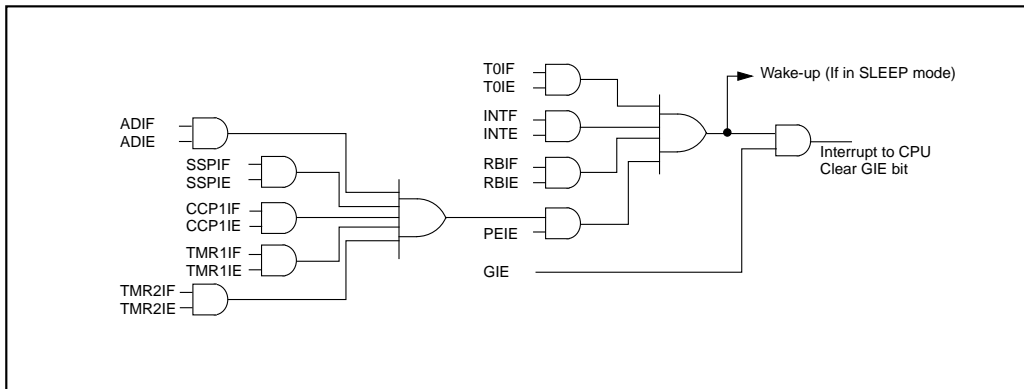 T0IF
T0IE
Wake-up (If in SLEEP mode)
INTF
INTE
ADIF
ADIE
Interrupt to CPU
Clear GIE bit
SSPIF
SSPIE
RBIF
RBIE
CCP1IF
CCP1IE
PEIE
TMR1IF
TMR1IE
GIE
TMR2IF
TMR2IE